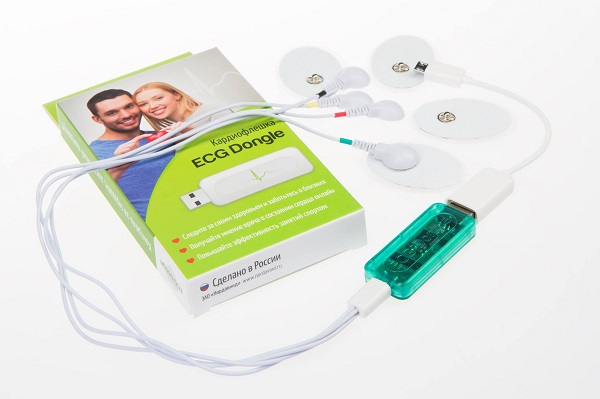 Кардиофлешка
ECG Dongle
Следите за своим здоровьем и заботьтесь о близких
Получайте мнение врача о состоянии сердца онлайн
Повышайте эффективность занятий спортом
Сделано в России